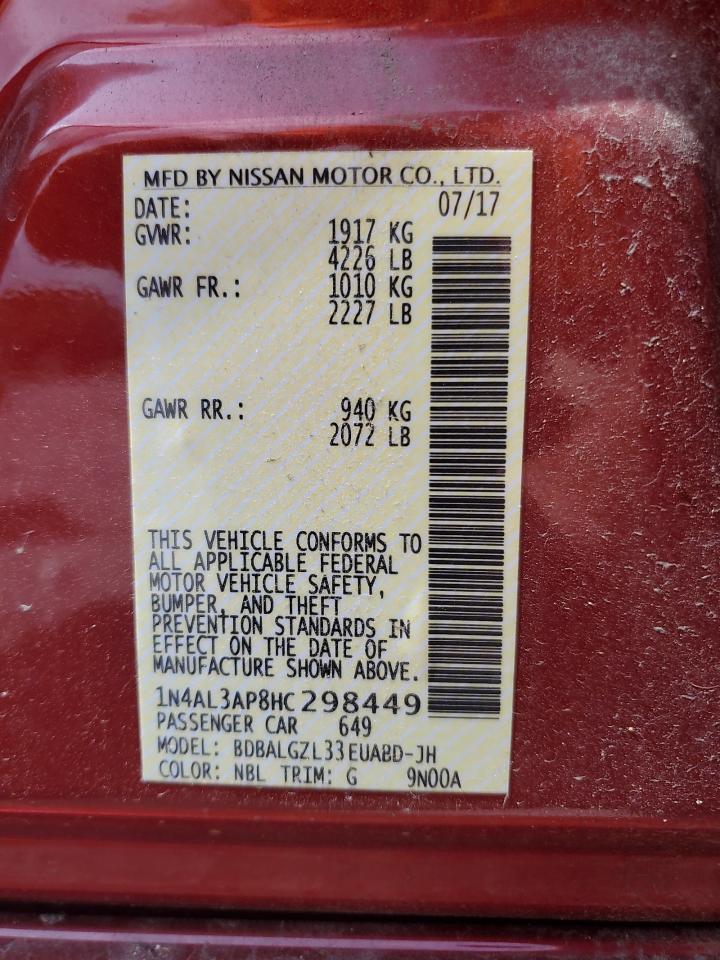 MFD BY NISSAN MOTOR CO., LTD.
DATE: 07/17
GVWR: 1917 KG
4226 LB
GAWR FR.: 1010 KG
2227 LB
GAWR RR.: 940 KG
2072 LB
THIS VEHICLE CONFORMS TO
ALL APPLICABLE FEDERAL
MOTOR VEHICLE SAFETY,
BUMPER, AND THEFT
PREVENTION STANDARDS IN
EFFECT ON THE DATE OF
MANUFACTURE SHOWN ABOVE.
1N4AL3AP8HC298449
PASSENGER CAR 649
MODEL: BDBALGZL33EUABD-JH
COLOR: NBL TRIM: G 9N00A